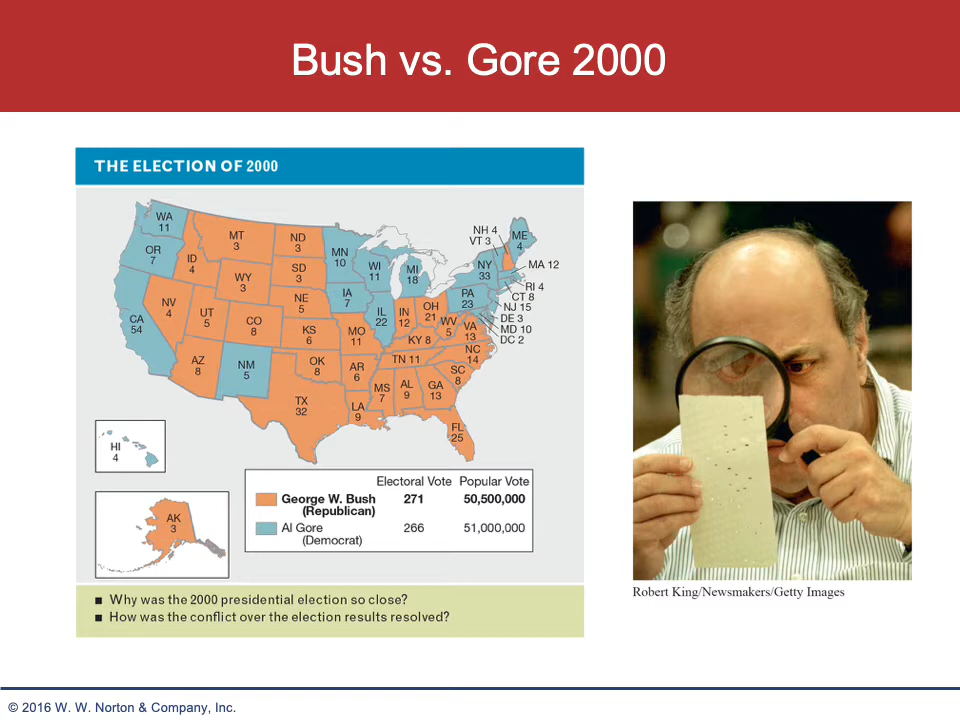 Bush vs. Gore 2000
THE ELECTION OF 2000
WA
11
OR
7
CA
54
ID
4
NV
4
MT
3
WY
3
UT
5
AZ
8
CO
8
NM
5
ND
3
SD
3
NE
5
KS
6
OK
8
TX
32
MN
10
IA
7
MO
11
AR
6
LA
9
WI
11
IL
22
MI
18
IN
12
OH
21
KY 8
TN 11
MS
7
AL
9
GA
13
FL
25
SC
8
NC
14
VA
13
WV
5
PA
23
NY
33
NH 4
VT 3
ME
4
MA 12
RI 4
CT 8
NJ 15
DE 3
MD 10
DC 2
HI
4
AK
3
Electoral Vote Popular Vote
George W. Bush 271 50,500,000
(Republican)
Al Gore 266 51,000,000
(Democrat)
■ Why was the 2000 presidential election so close?
■ How was the conflict over the election results resolved?
Robert King/Newsmakers/Getty Images
© 2016 W. W. Norton & Company, Inc.